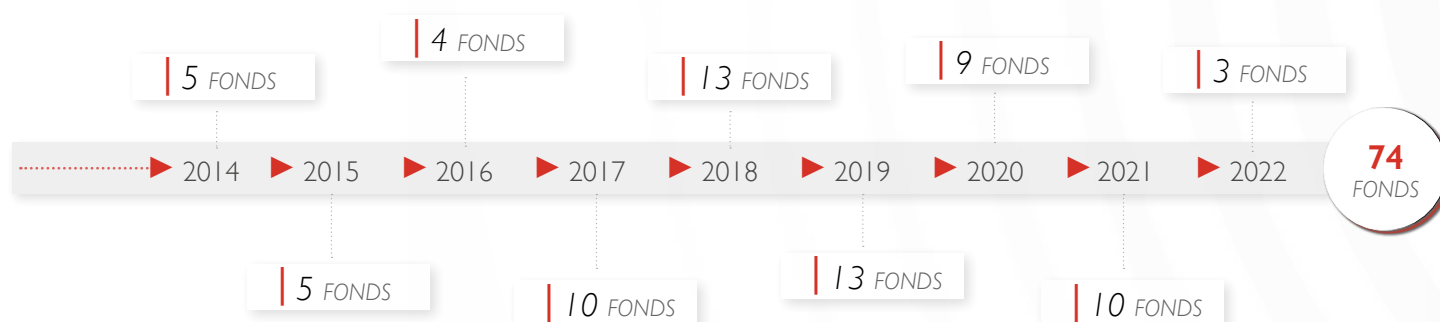 4 FONDS
5 FONDS
13 FONDS
9 FONDS
3 FONDS
2014
2015
2016
2017
2018
2019
2020
2021
2022
74
FONDS
5 FONDS
10 FONDS
13 FONDS
10 FONDS